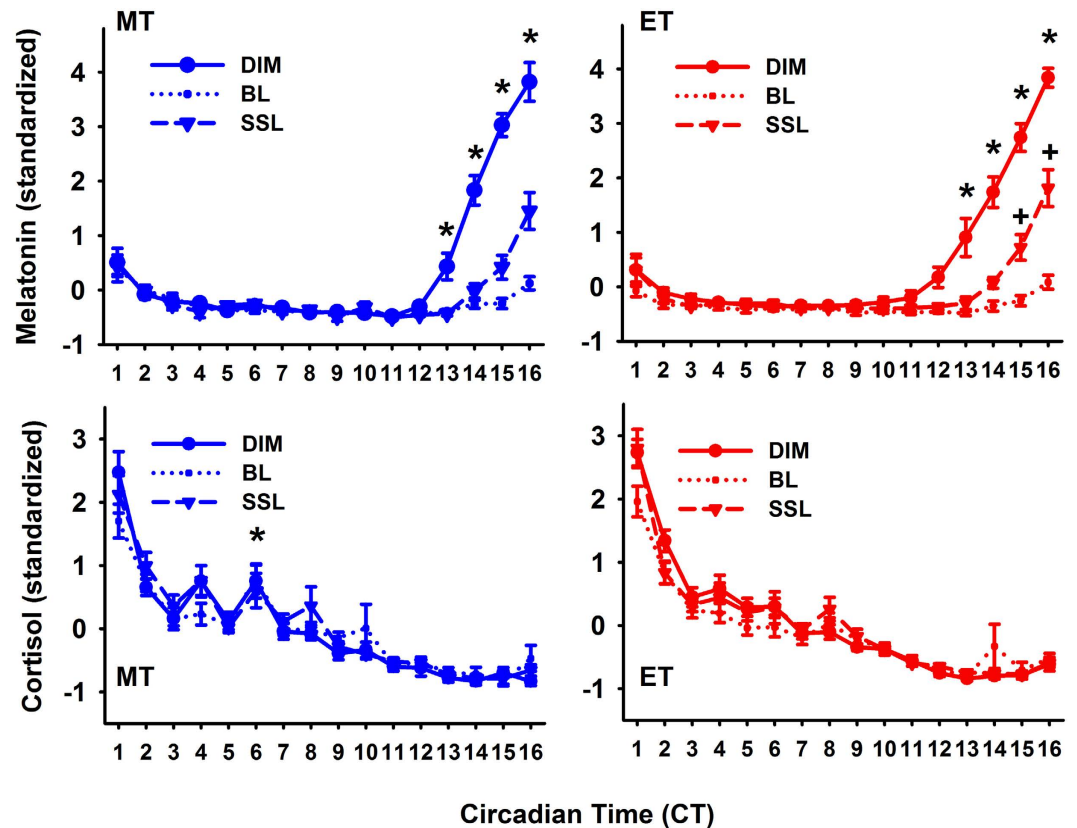 MT
Melatonin (standardized)
DIM
BL
SSL
* * * *
4
3
2
1
0
-1
1 2 3 4 5 6 7 8 9 10 11 12 13 14 15 16
ET
DIM
BL
SSL
* * * *
+ +
4
3
2
1
0
-1
1 2 3 4 5 6 7 8 9 10 11 12 13 14 15 16
Cortisol (standardized)
DIM
BL
SSL
*
3
2
1
0
-1
MT
1 2 3 4 5 6 7 8 9 10 11 12 13 14 15 16
DIM
BL
SSL
3
2
1
0
-1
ET
1 2 3 4 5 6 7 8 9 10 11 12 13 14 15 16
Circadian Time (CT)